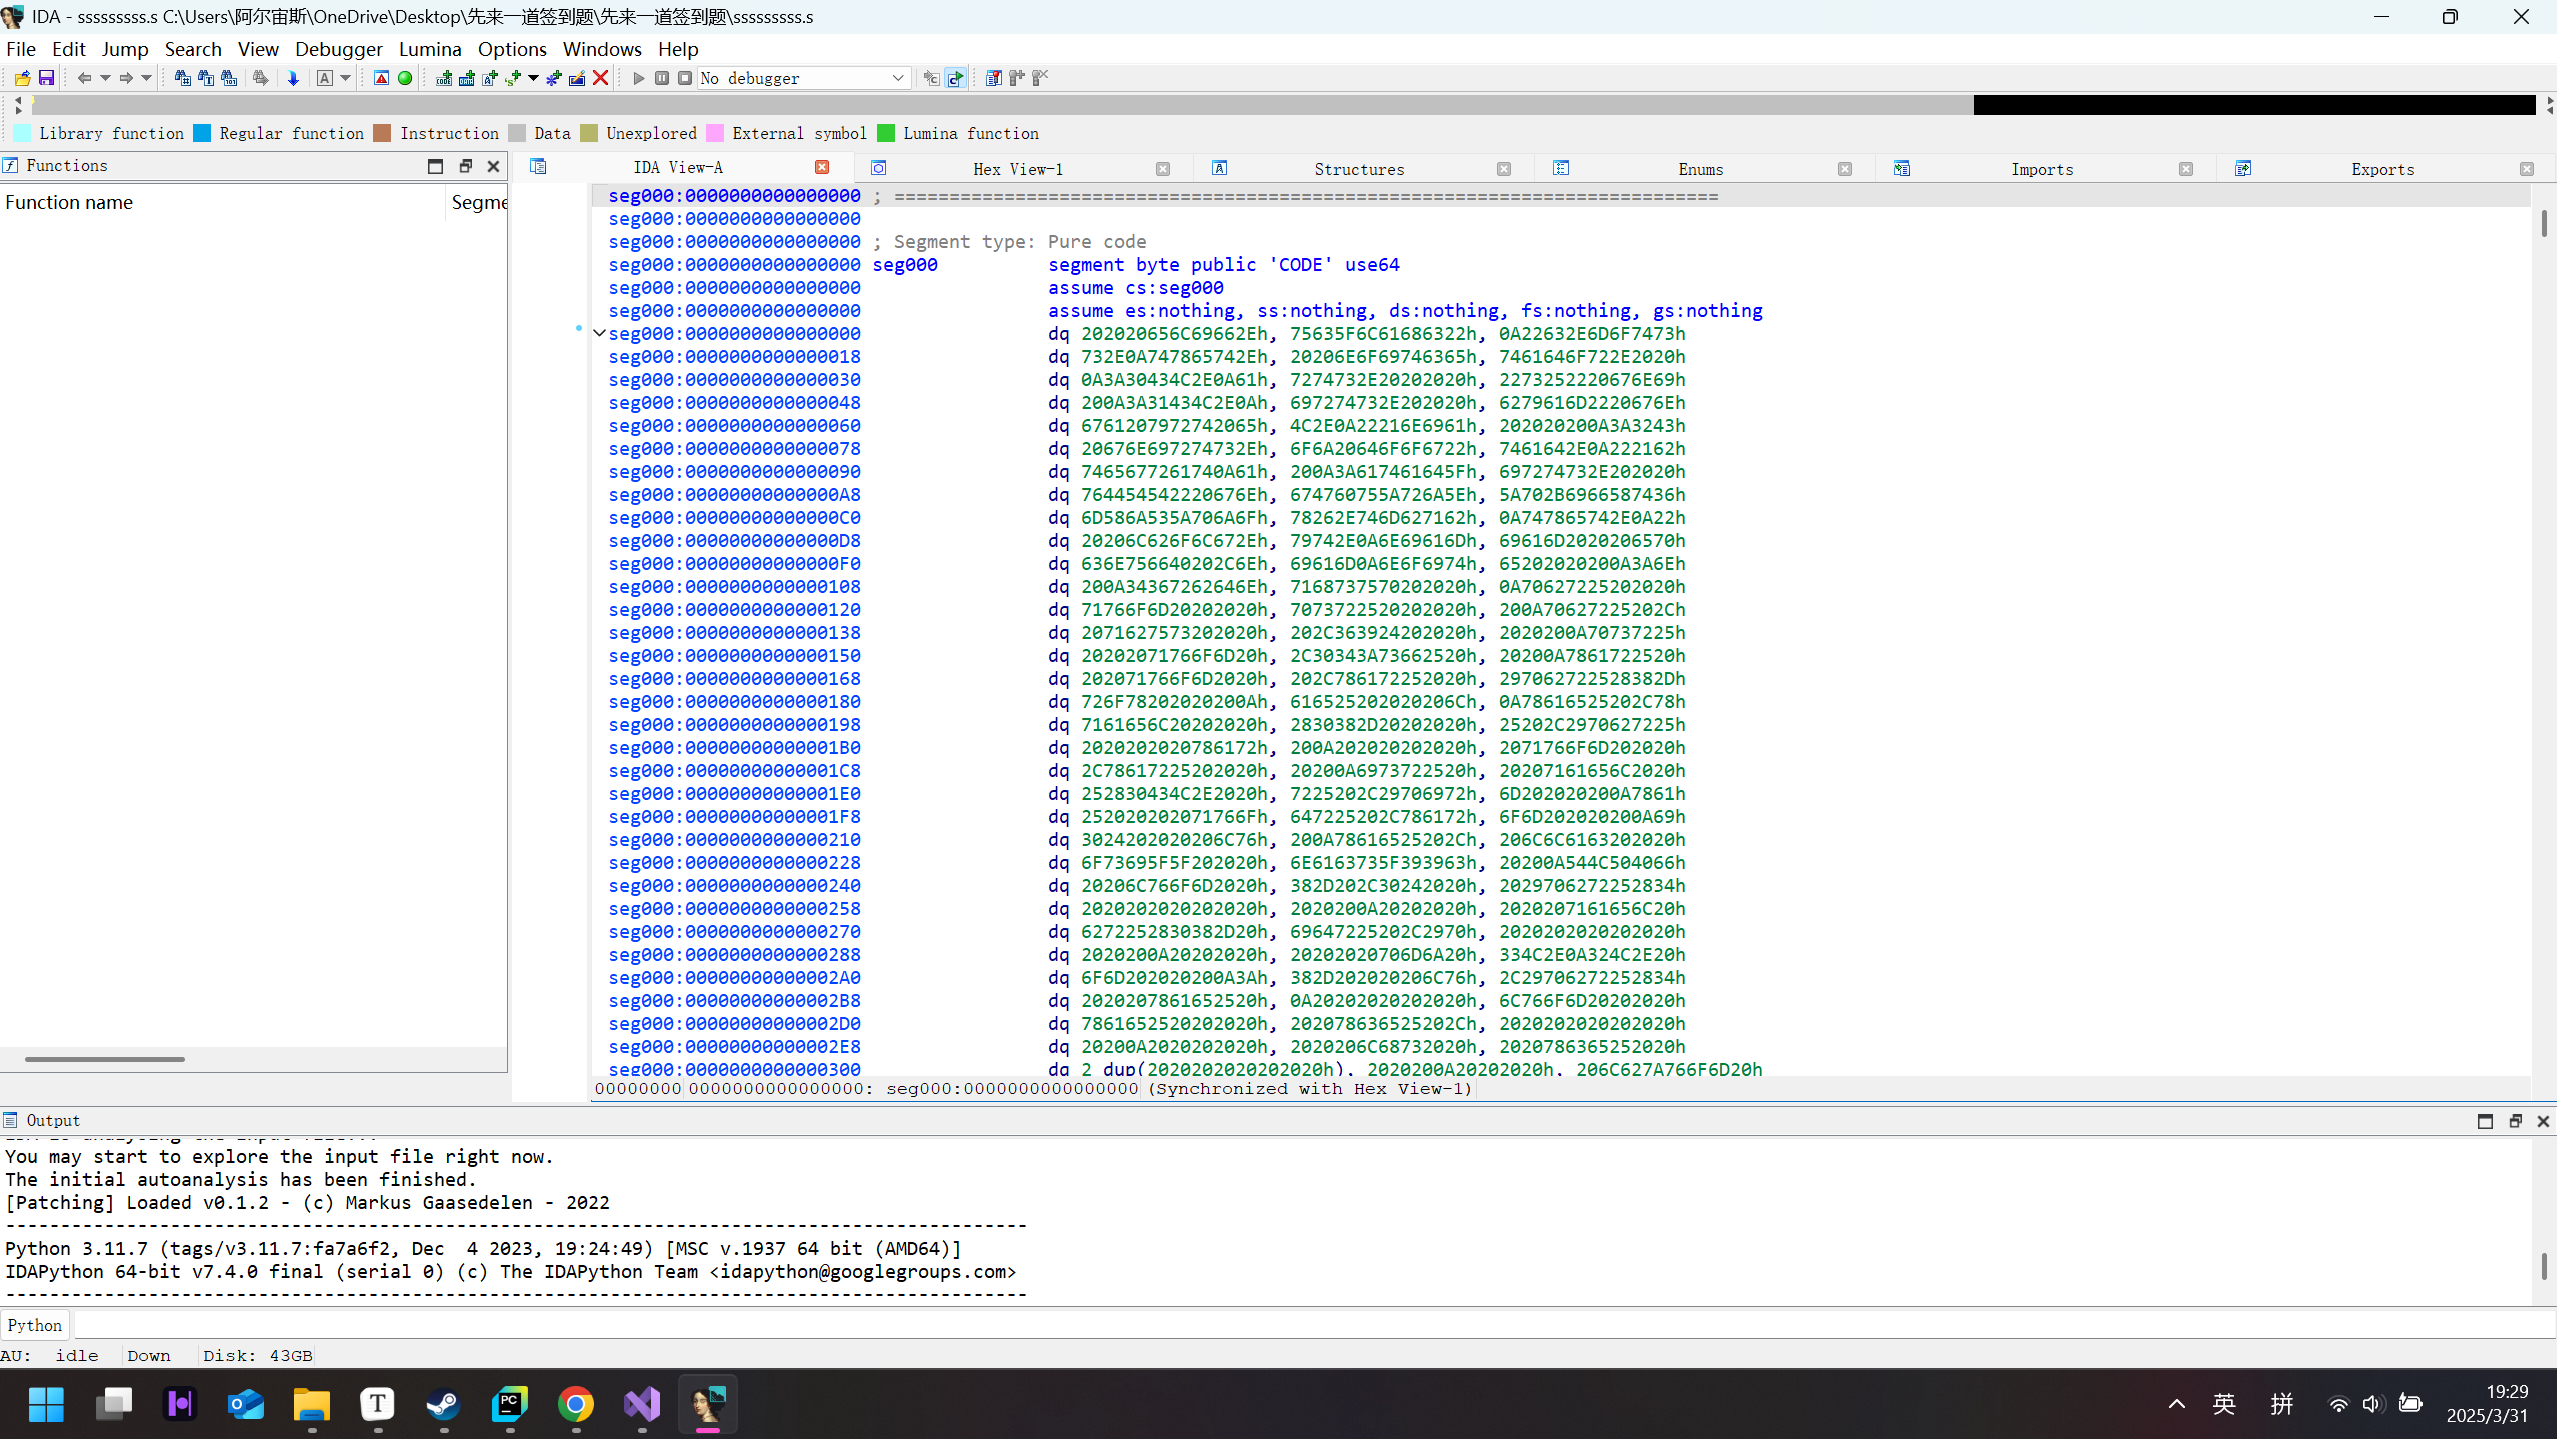 IDA - sssssssss.s C:\Users\阿尔宙斯\OneDrive\Desktop\先来一道签到题\先来一道签到题\sssssssss.s
File Edit Jump Search View Debugger Lumina Options Windows Help
No debugger
Library function Regular function Instruction Data Unexplored External symbol Lumina function
Functions
IDA View-A Hex View-1 Structures Enums Imports Exports
Function name Segme
seg000:0000000000000000 ; ===========================================================================
seg000:0000000000000000
seg000:0000000000000000 ; Segment type: Pure code
seg000:0000000000000000 seg000 segment byte public 'CODE' use64
seg000:0000000000000000 assume cs:seg000
seg000:0000000000000000 assume es:nothing, ss:nothing, ds:nothing, fs:nothing, gs:nothing
seg000:0000000000000000 dq 202020656C69662Eh, 75635F6C61686322h, 0A22632E6D6F7473h
seg000:0000000000000018 dq 732E0A747865742Eh, 20206E6F69746365h, 7461646F722E2020h
seg000:0000000000000030 dq 0A3A30434C2E0A61h, 7274732E20202020h, 2273252220676E69h
seg000:0000000000000048 dq 200A3A31434C2E0Ah, 697274732E202020h, 6279616D2220676Eh
seg000:0000000000000060 dq 6761207972742065h, 4C2E0A22216E6961h, 202020200A3A3243h
seg000:0000000000000078 dq 20676E697274732Eh, 6F6A20646F6F6722h, 7461642E0A222162h
seg000:0000000000000090 dq 7465677261740A61h, 200A3A617461645Fh, 697274732E202020h
seg000:00000000000000A8 dq 764454542220676Eh, 674760755A726A5Eh, 5A702B6966587436h
seg000:00000000000000C0 dq 6D586A535A706A6Fh, 78262E746D627162h, 0A747865742E0A22h
seg000:00000000000000D8 dq 20206C626F6C672Eh, 79742E0A6E69616Dh, 69616D2020206570h
seg000:00000000000000F0 dq 636E756640202C6Eh, 69616D0A6E6F6974h, 65202020200A3A6Eh
seg000:0000000000000108 dq 200A34367262646Eh, 7168737570202020h, 0A70627225202020h
seg000:0000000000000120 dq 71766F6D20202020h, 7073722520202020h, 200A70627225202Ch
seg000:0000000000000138 dq 2071627573202020h, 202C363924202020h, 2020200A70737225h
seg000:0000000000000150 dq 20202071766F6D20h, 2C30343A73662520h, 20200A7861722520h
seg000:0000000000000168 dq 202071766F6D2020h, 202C786172252020h, 297062722528382Dh
seg000:0000000000000180 dq 726F78202020200Ah, 616525202020206Ch, 0A78616525202C78h
seg000:0000000000000198 dq 7161656C20202020h, 2830382D20202020h, 25202C2970627225h
seg000:00000000000001B0 dq 2020202020786172h, 200A202020202020h, 2071766F6D202020h
seg000:00000000000001C8 dq 2C78617225202020h, 20200A6973722520h, 20207161656C2020h
seg000:00000000000001E0 dq 252830434C2E2020h, 7225202C29706972h, 6D202020200A7861h
seg000:00000000000001F8 dq 252020202071766Fh, 647225202C786172h, 6F6D202020200A69h
seg000:0000000000000210 dq 3024202020206C76h, 200A78616525202Ch, 206C6C6163202020h
seg000:0000000000000228 dq 6F73695F5F202020h, 6E6163735F393963h, 20200A544C504066h
seg000:0000000000000240 dq 20206C766F6D2020h, 382D202C30242020h, 2029706272252834h
seg000:0000000000000258 dq 2020202020202020h, 2020200A20202020h, 2020207161656C20h
seg000:0000000000000270 dq 6272252830382D20h, 69647225202C2970h, 2020202020202020h
seg000:0000000000000288 dq 2020200A20202020h, 20202020706D6A20h, 334C2E0A324C2E20h
seg000:00000000000002A0 dq 6F6D202020200A3Ah, 382D202020206C76h, 2C29706272252834h
seg000:00000000000002B8 dq 2020207861652520h, 0A20202020202020h, 6C766F6D20202020h
seg000:00000000000002D0 dq 7861652520202020h, 202078636525202Ch, 2020202020202020h
seg000:00000000000002E8 dq 20200A2020202020h, 2020206C68732020h, 2020786365252020h
seg000:0000000000000300 dq 2 dup(2020202020202020h), 2020200A20202020h, 206C627A766F6D20h
00000000 0000000000000000: seg000:0000000000000000 (Synchronized with Hex View-1)
Output
You may start to explore the input file right now.
The initial autoanalysis has been finished.
[Patching] Loaded v0.1.2 - (c) Markus Gaasedelen - 2022
---------------------------------------------------------------------------------------------
Python 3.11.7 (tags/v3.11.7:fa7a6f2, Dec  4 2023, 19:24:49) [MSC v.1937 64 bit (AMD64)]
IDAPython 64-bit v7.4.0 final (serial 0) (c) The IDAPython Team <idapython@googlegroups.com>
---------------------------------------------------------------------------------------------
Python
AU: idle Down Disk: 43GB
英 拼 19:29
2025/3/31